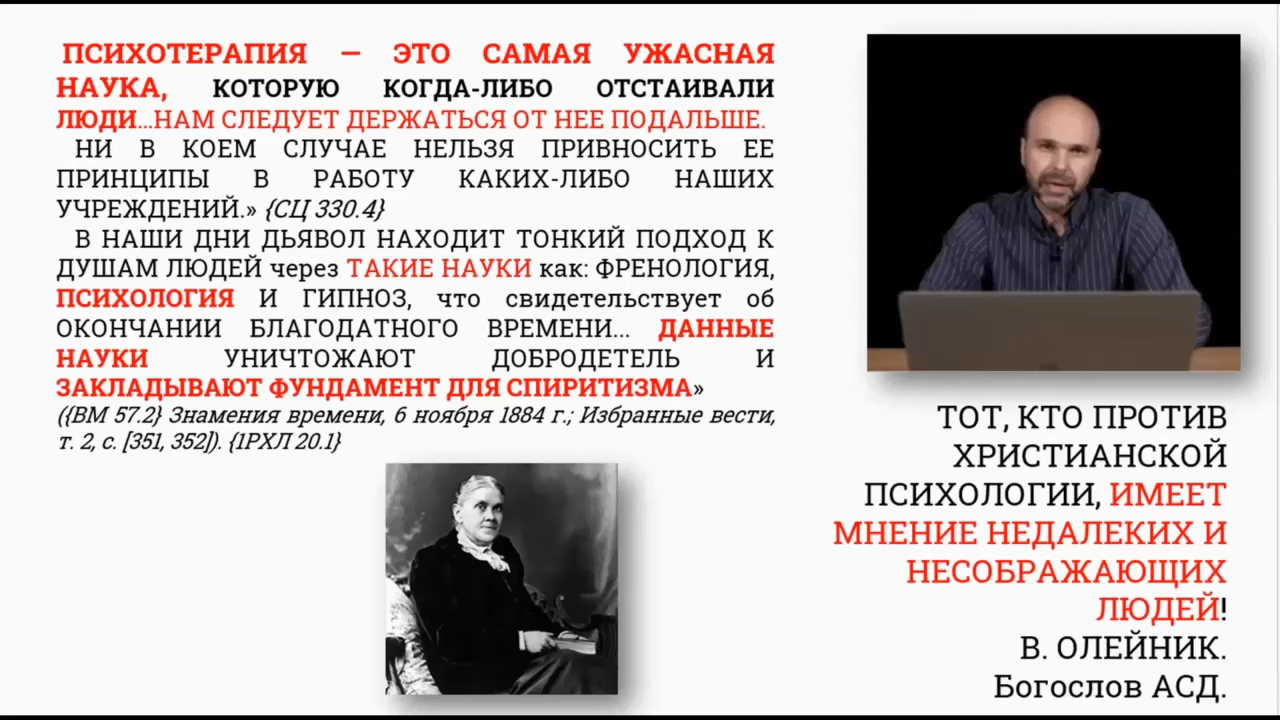 ПСИХОТЕРАПИЯ — ЭТО САМАЯ УЖАСНАЯ
НАУКА, КОТОРУЮ КОГДА-ЛИБО ОТСТАИВАЛИ
ЛЮДИ...НАМ СЛЕДУЕТ ДЕРЖАТЬСЯ ОТ НЕЕ ПОДАЛЬШЕ.
НИ В КОЕМ СЛУЧАЕ НЕЛЬЗЯ ПРИВНОСИТЬ ЕЕ
ПРИНЦИПЫ В РАБОТУ КАКИХ-ЛИБО НАШИХ
УЧРЕЖДЕНИЙ.» {СЦ 330.4}
В НАШИ ДНИ ДЬЯВОЛ НАХОДИТ ТОНКИЙ ПОДХОД К
ДУШАМ ЛЮДЕЙ через ТАКИЕ НАУКИ как: ФРЕНОЛОГИЯ,
ПСИХОЛОГИЯ И ГИПНОЗ, что свидетельствует об
ОКОНЧАНИИ БЛАГОДАТНОГО ВРЕМЕНИ... ДАННЫЕ
НАУКИ УНИЧТОЖАЮТ ДОБРОДЕТЕЛЬ И
ЗАКЛАДЫВАЮТ ФУНДАМЕНТ ДЛЯ СПИРИТИЗМА»
({ВМ 57.2} Знамения времени, 6 ноября 1884 г.; Избранные вести,
т. 2, с. [351, 352]). {1РХЛ 20.1}
ТОТ, КТО ПРОТИВ
ХРИСТИАНСКОЙ
ПСИХОЛОГИИ, ИМЕЕТ
МНЕНИЕ НЕДАЛЕКИХ И
НЕСОБРАЖАЮЩИХ
ЛЮДЕЙ!
В. ОЛЕЙНИК.
Богослов АСД.